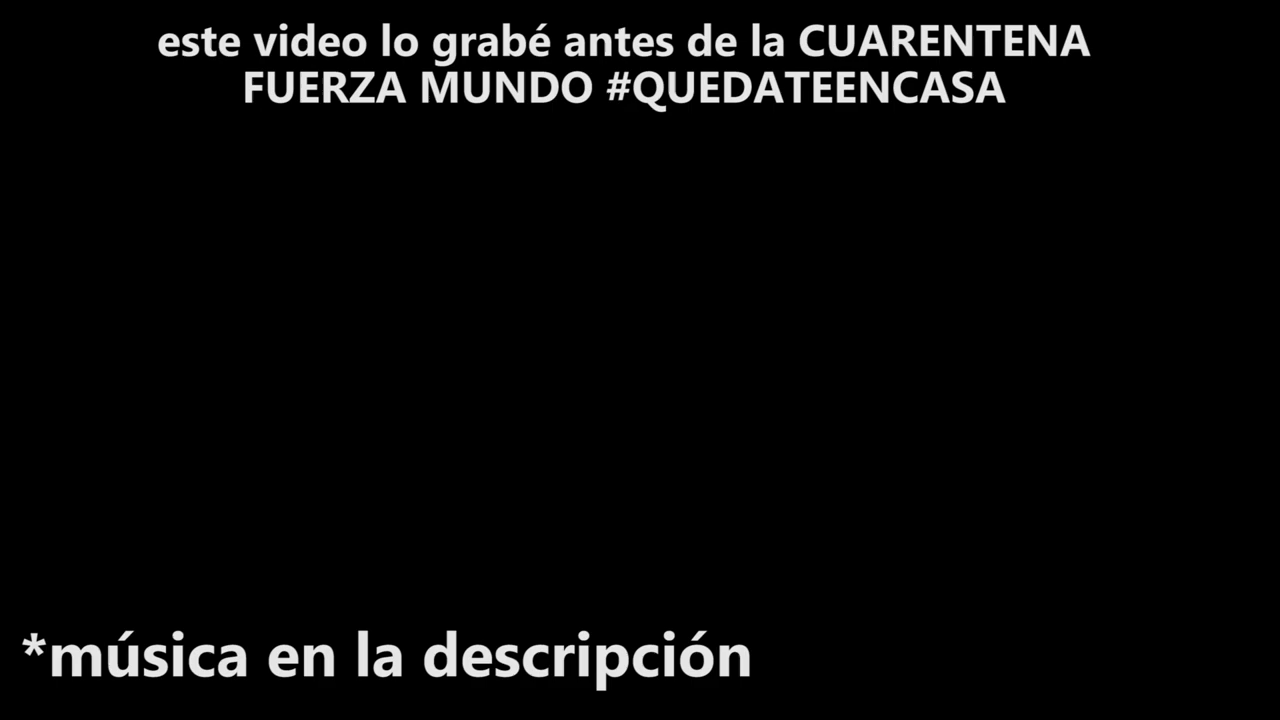 este video lo grabé antes de la CUARENTENA
FUERZA MUNDO #QUEDATEENCASA
*música en la descripción